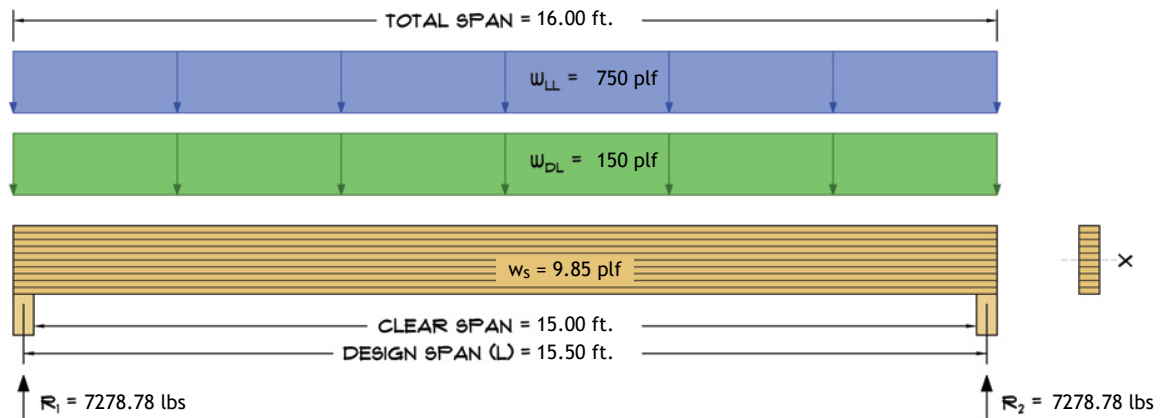 TOTAL SPAN = 16.00 ft.
wLL = 750 plf
wDL = 150 plf
ws = 9.85 plf
X
CLEAR SPAN = 15.00 ft.
DESIGN SPAN (L) = 15.50 ft.
R1 = 7278.78 lbs
R2 = 7278.78 lbs